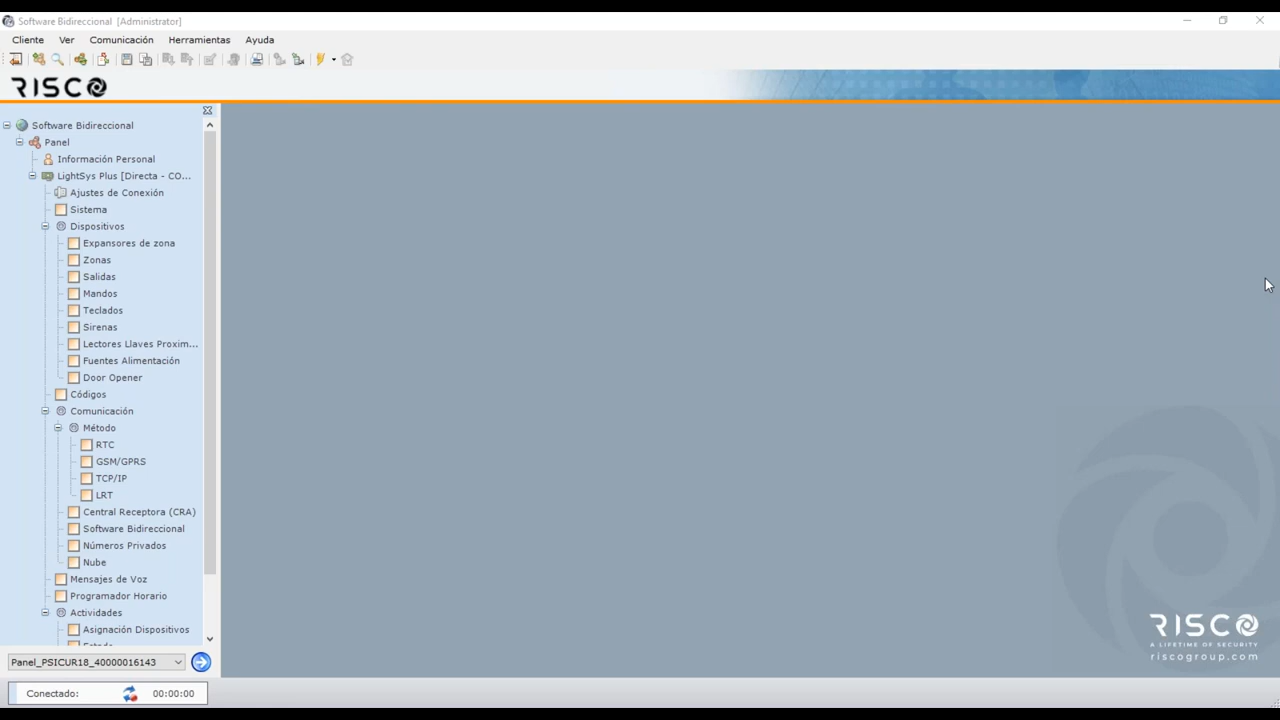 Software Bidireccional [Administrator]
Cliente Ver Comunicación Herramientas Ayuda
RISCO
Software Bidireccional
Panel
Información Personal
LightSys Plus [Directa - CO...
Ajustes de Conexión
Sistema
Dispositivos
Expansores de zona
Zonas
Salidas
Mandos
Teclados
Sirenas
Lectores Llaves Proxim...
Fuentes Alimentación
Door Opener
Códigos
Comunicación
Método
RTC
GSM/GPRS
TCP/IP
LRT
Central Receptora (CRA)
Software Bidireccional
Números Privados
Nube
Mensajes de Voz
Programador Horario
Actividades
Asignación Dispositivos
RISCO
A LIFETIME OF SECURITY
riscogroup.com
Panel_PSICUR18_40000016143
Conectado: 00:00:00